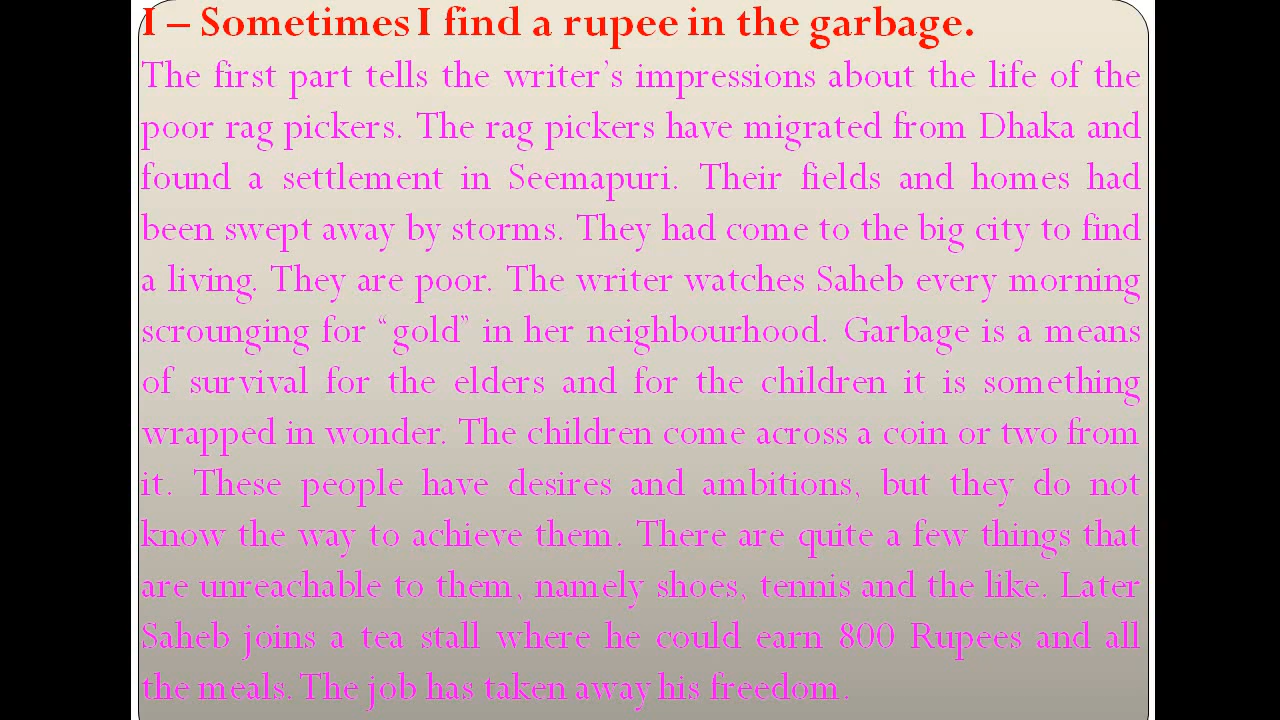 I – Sometimes I find a rupee in the garbage.
The first part tells the writer’s impressions about the life of the
poor rag pickers. The rag pickers have migrated from Dhaka and
found a settlement in Seemapuri. Their fields and homes had
been swept away by storms. They had come to the big city to find
a living. They are poor. The writer watches Saheb every morning
scrounging for “gold” in her neighbourhood. Garbage is a means
of survival for the elders and for the children it is something
wrapped in wonder. The children come across a coin or two from
it. These people have desires and ambitions, but they do not
know the way to achieve them. There are quite a few things that
are unreachable to them, namely shoes, tennis and the like. Later
Saheb joins a tea stall where he could earn 800 Rupees and all
the meals. The job has taken away his freedom.